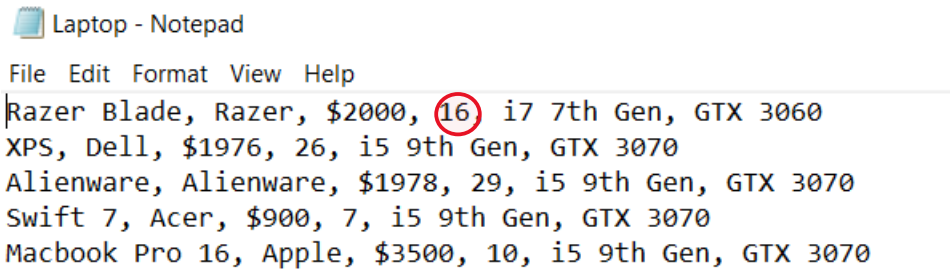 Laptop - Notepad
File Edit Format View Help
Razer Blade, Razer, $2000, 16, i7 7th Gen, GTX 3060
XPS, Dell, $1976, 26, i5 9th Gen, GTX 3070
Alienware, Alienware, $1978, 29, i5 9th Gen, GTX 3070
Swift 7, Acer, $900, 7, i5 9th Gen, GTX 3070
Macbook Pro 16, Apple, $3500, 10, i5 9th Gen, GTX 3070